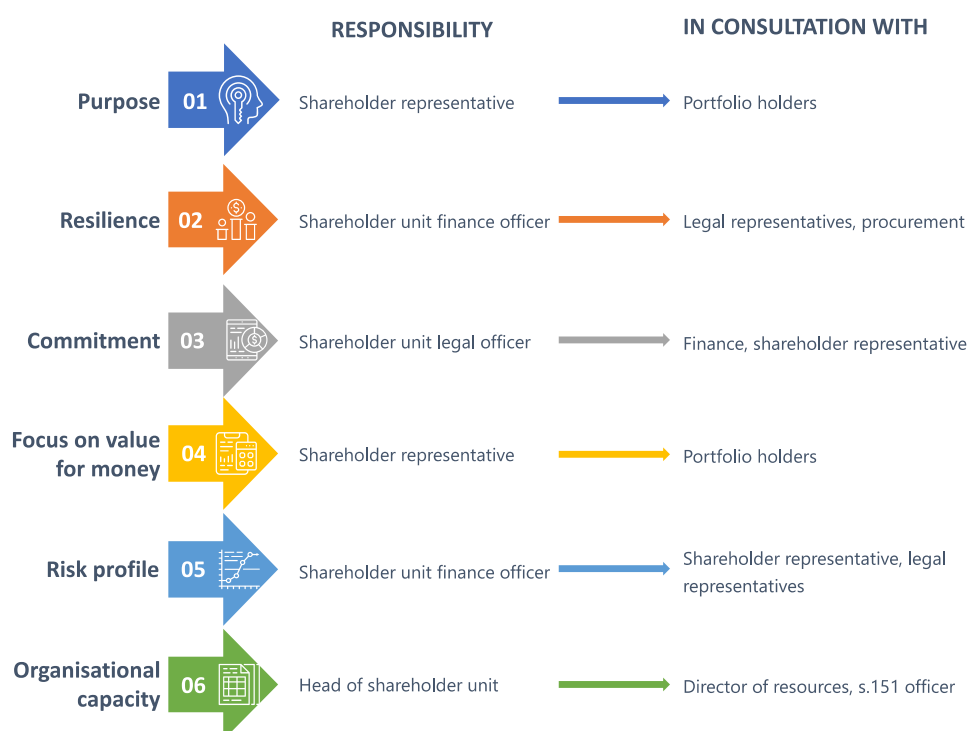 RESPONSIBILITY
IN CONSULTATION WITH
Purpose
01
Shareholder representative
Portfolio holders
Resilience
02
Shareholder unit finance officer
Legal representatives, procurement
Commitment
03
Shareholder unit legal officer
Finance, shareholder representative
Focus on value
for money
04
Shareholder representative
Portfolio holders
Risk profile
05
Shareholder unit finance officer
Shareholder representative, legal
representatives
Organisational
capacity
06
Head of shareholder unit
Director of resources, s.151 officer